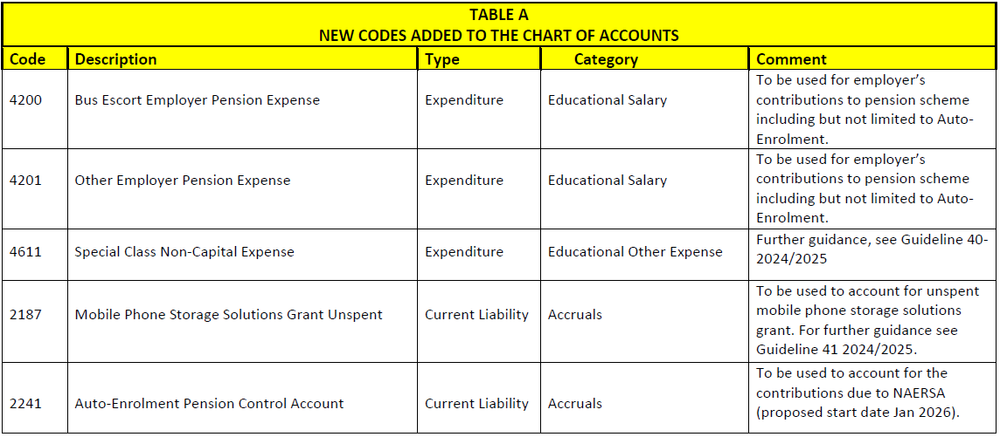 TABLE A
NEW CODES ADDED TO THE CHART OF ACCOUNTS
Code Description Type Category Comment
4200 Bus Escort Employer Pension Expense Expenditure Educational Salary To be used for employer’s
contributions to pension scheme
including but not limited to Auto-
Enrolment.
4201 Other Employer Pension Expense Expenditure Educational Salary To be used for employer’s
contributions to pension scheme
including but not limited to Auto-
Enrolment.
4611 Special Class Non-Capital Expense Expenditure Educational Other Expense Further guidance, see Guideline 40-
2024/2025
2187 Mobile Phone Storage Solutions Grant Unspent Current Liability Accruals To be used to account for unspent
mobile phone storage solutions
grant. For further guidance see
Guideline 41 2024/2025.
2241 Auto-Enrolment Pension Control Account Current Liability Accruals To be used to account for the
contributions due to NAERSA
(proposed start date Jan 2026).